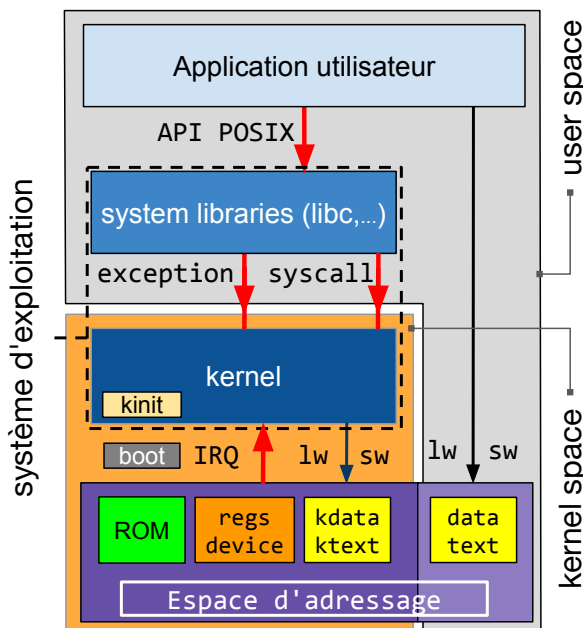 Application utilisateur
API POSIX
system libraries (libc,...)
exception
syscall
kernel
kinit
boot
IRQ
lw
sw
lw
sw
ROM
regs
device
kdata
ktext
data
text
Espace d'adressage
système d'exploitation
user space
kernel space